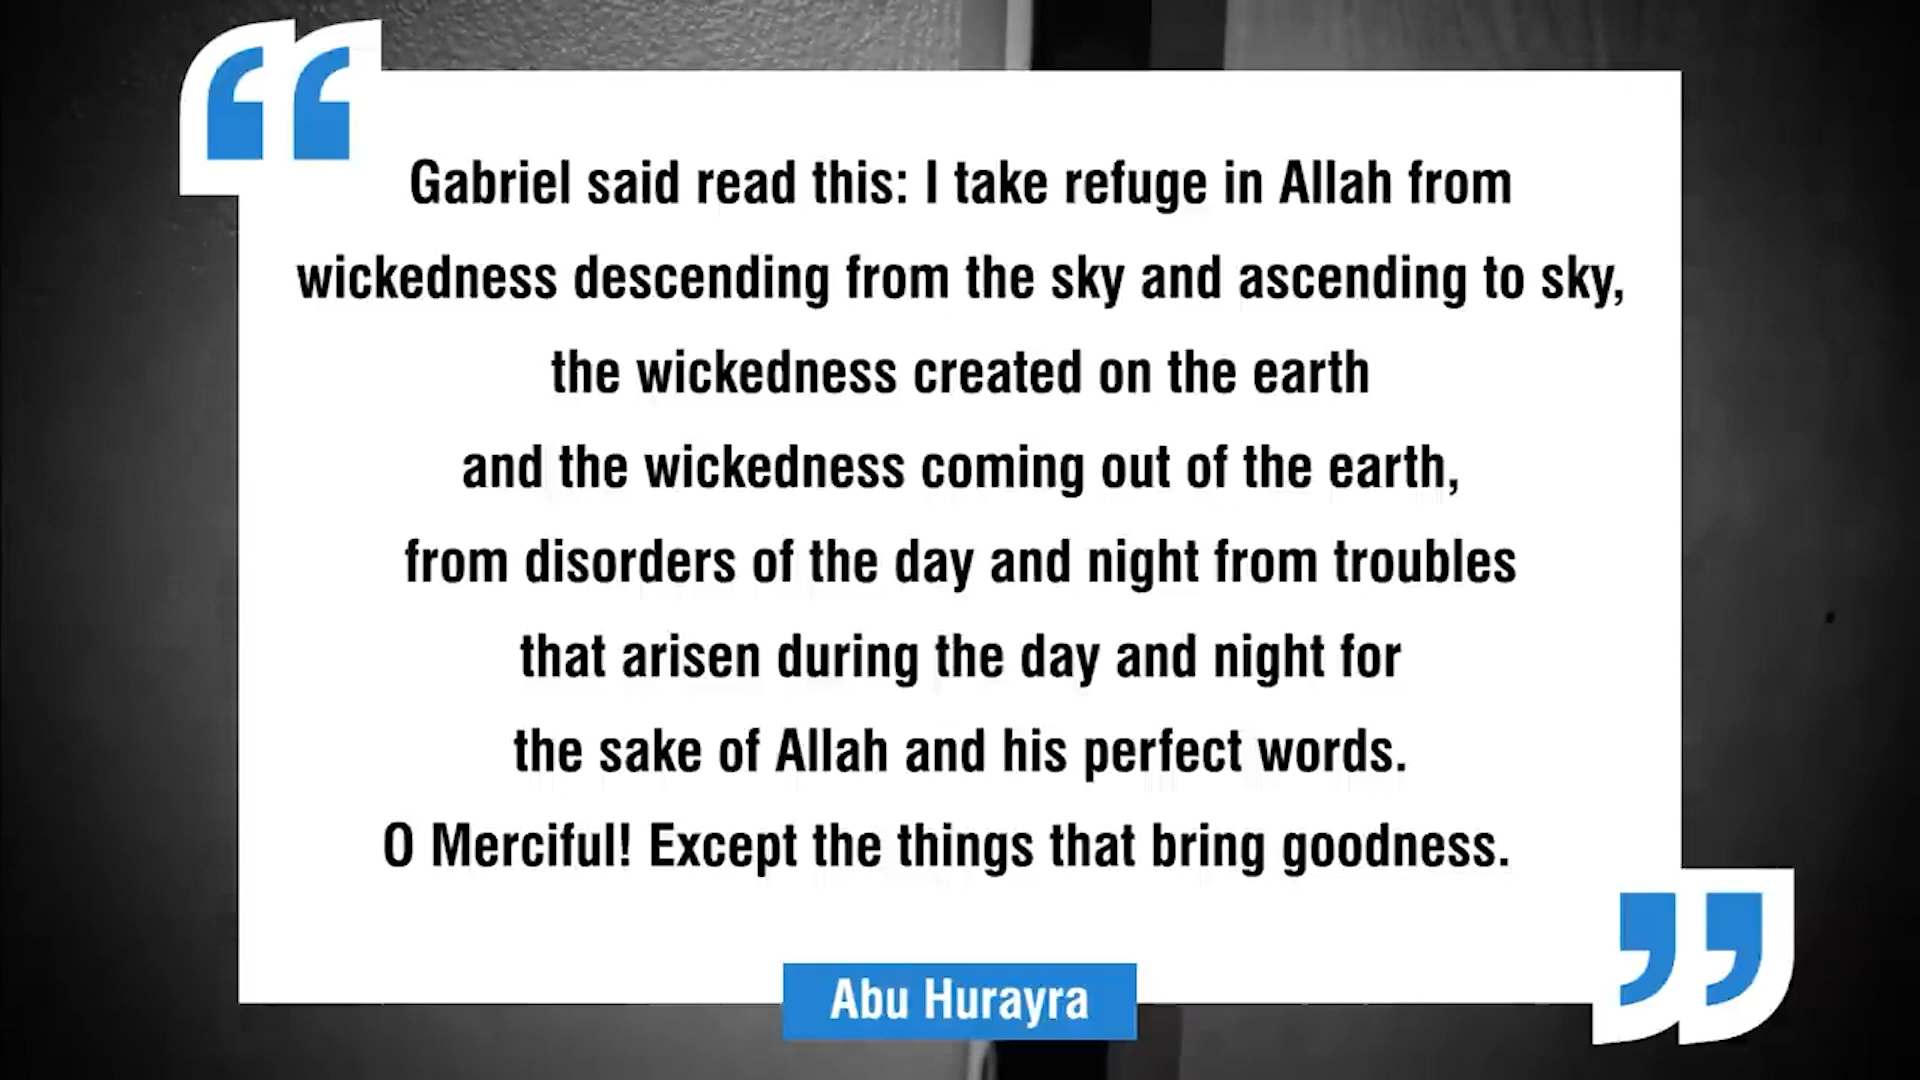 Gabriel said read this: I take refuge in Allah from
wickedness descending from the sky and ascending to sky,
the wickedness created on the earth
and the wickedness coming out of the earth,
from disorders of the day and night from troubles
that arisen during the day and night for
the sake of Allah and his perfect words.
O Merciful! Except the things that bring goodness.
Abu Hurayra